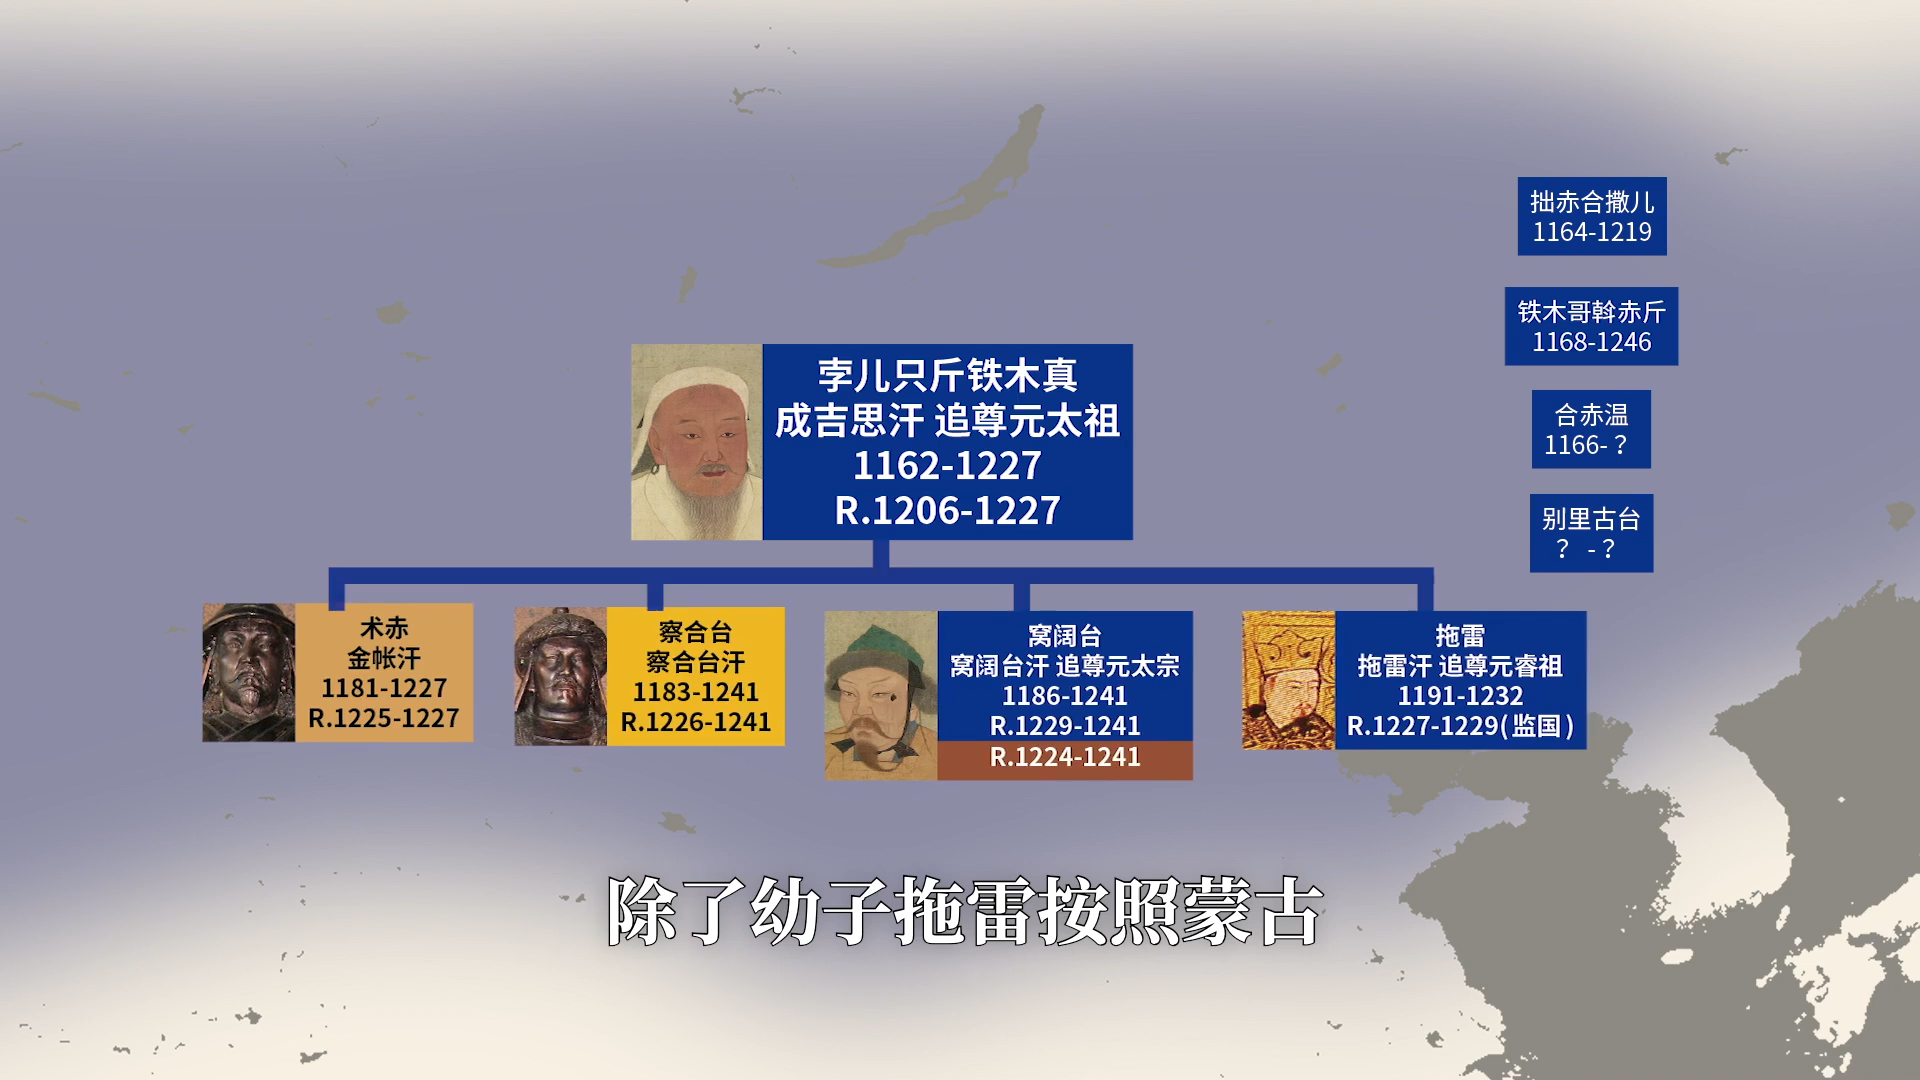 拙赤合撒儿
1164-1219
铁木哥斡赤斤
1168-1246
合赤温
1166-？
别里古台
？ -？
孛儿只斤铁木真
成吉思汗 追尊元太祖
1162-1227
R.1206-1227
术赤
金帐汗
1181-1227
R.1225-1227
察合台
察合台汗
1183-1241
R.1226-1241
窝阔台
窝阔台汗 追尊元太宗
1186-1241
R.1229-1241
R.1224-1241
拖雷
拖雷汗 追尊元睿祖
1191-1232
R.1227-1229(监国)
除了幼子拖雷按照蒙古